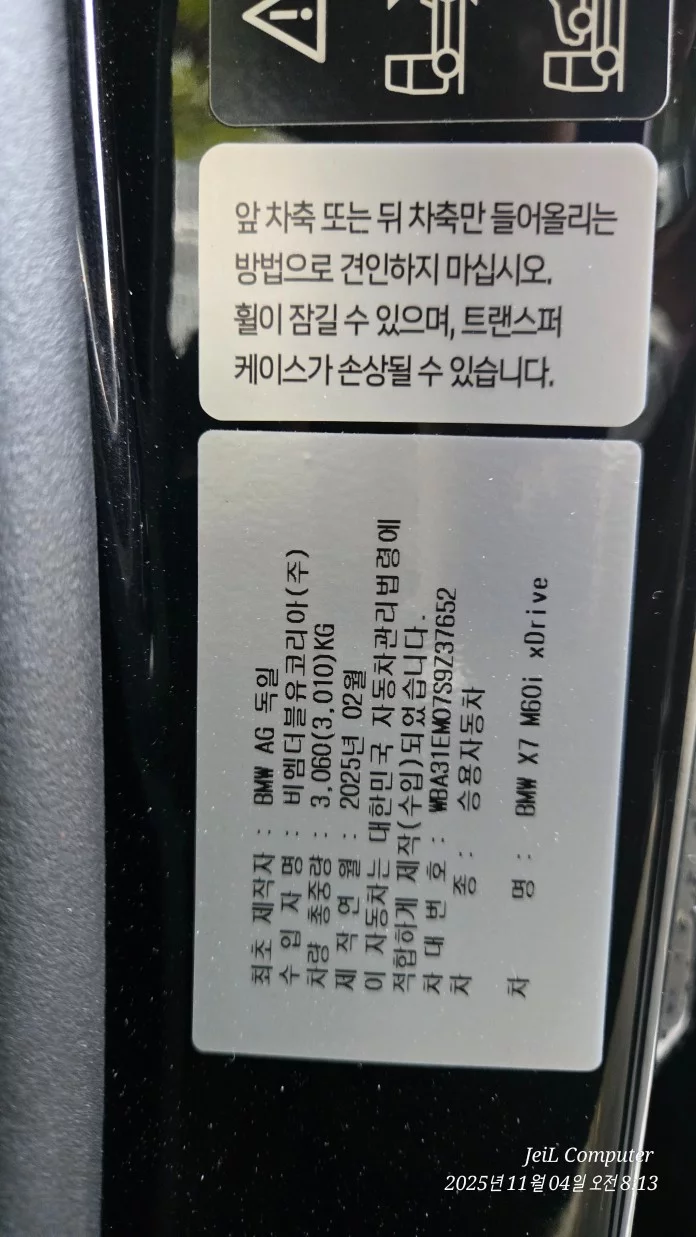 앞 차축 또는 뒤 차축만 들어올리는
방법으로 견인하지 마십시오.
휠이 잠길 수 있으며, 트랜스퍼
케이스가 손상될 수 있습니다.
최초 제작자 : BMW AG 독일
수 입 자 명 : 비엠더블유코리아(주)
차량 총중량 : 3,060(3,010)KG
제 작 연 월 : 2025년 02월
이 자동차는 대한민국 자동차관리법령에
적합하게 제작(수입)되었습니다.
차 대 번 호 : WBA31EM07S9Z37652
차 종 : 승용자동차
차 명 : BMW X7 M60i xDrive
JeiL Computer
2025년 11월 04일 오전 8:13